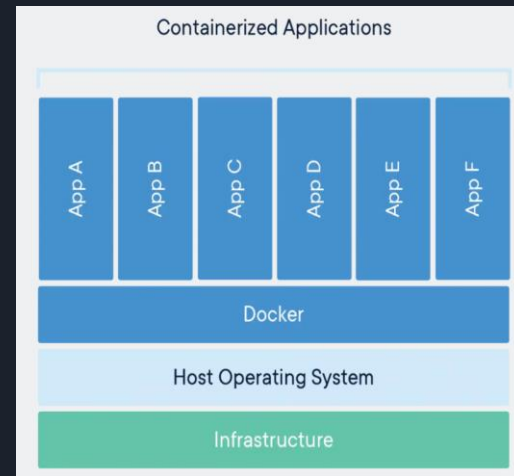 Containerized Applications
App A
App B
App C
App D
App E
App F
Docker
Host Operating System
Infrastructure